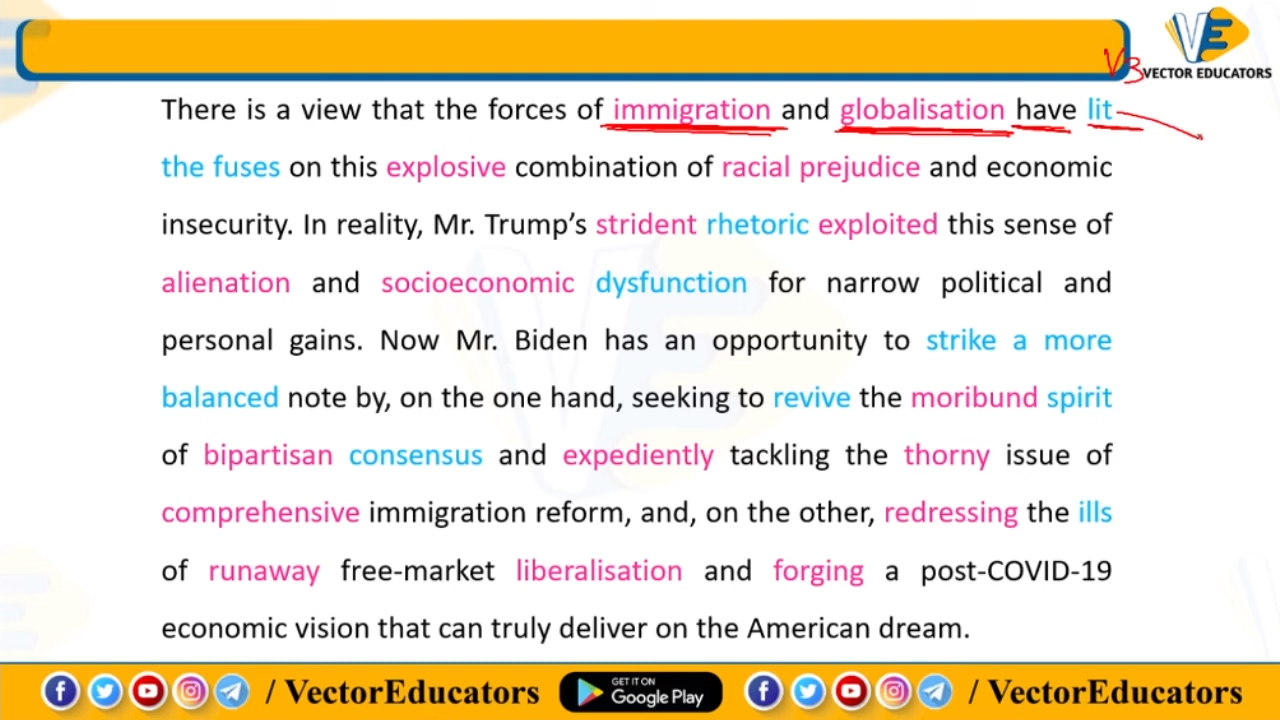 VE
V3
VECTOR EDUCATORS
There is a view that the forces of immigration and globalisation have lit
the fuses on this explosive combination of racial prejudice and economic
insecurity. In reality, Mr. Trump’s strident rhetoric exploited this sense of
alienation and socioeconomic dysfunction for narrow political and
personal gains. Now Mr. Biden has an opportunity to strike a more
balanced note by, on the one hand, seeking to revive the moribund spirit
of bipartisan consensus and expediently tackling the thorny issue of
comprehensive immigration reform, and, on the other, redressing the ills
of runaway free-market liberalisation and forging a post-COVID-19
economic vision that can truly deliver on the American dream.
/ VectorEducators GET IT ON Google Play / VectorEducators